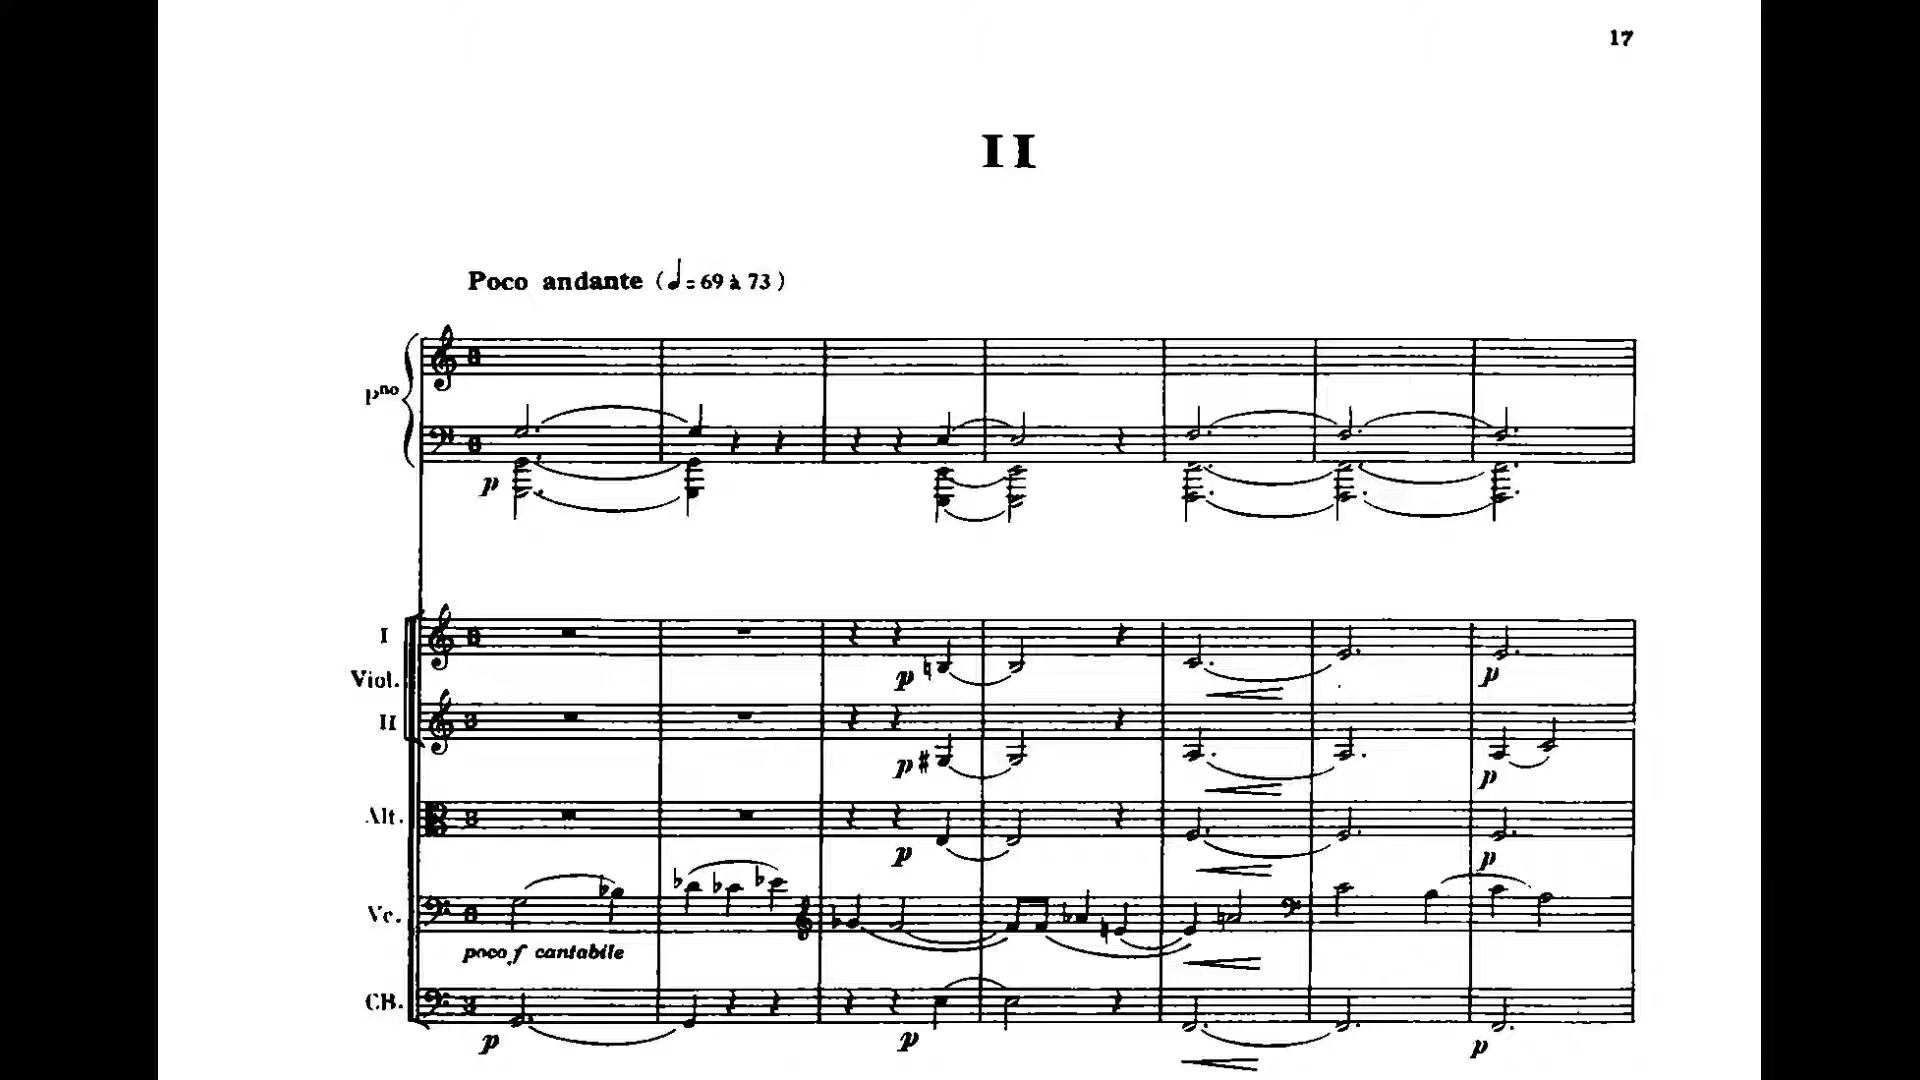 17
II
Poco andante (♩= 69 à 73)
Pno
p
I
p
p
Viol.
II
p
p
Alt.
p
p
Vc.
poco f cantabile
CB.
p
p
p